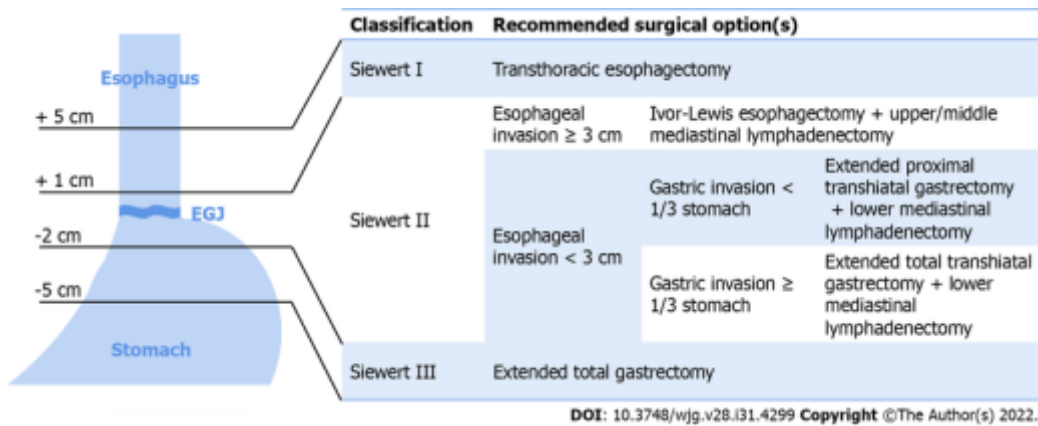 Classification Recommended surgical option(s)
Esophagus
Siewert I Transthoracic esophagectomy
+ 5 cm
+ 1 cm
EGJ
-2 cm
-5 cm
Stomach
Siewert II
Esophageal
invasion ≥ 3 cm
Ivor-Lewis esophagectomy + upper/middle
mediastinal lymphadenectomy
Esophageal
invasion < 3 cm
Gastric invasion <
1/3 stomach
Extended proximal
transhiatal gastrectomy
+ lower mediastinal
lymphadenectomy
Gastric invasion ≥
1/3 stomach
Extended total transhiatal
gastrectomy + lower
mediastinal
lymphadenectomy
Siewert III Extended total gastrectomy
DOI: 10.3748/wjg.v28.i31.4299 Copyright ©The Author(s) 2022.